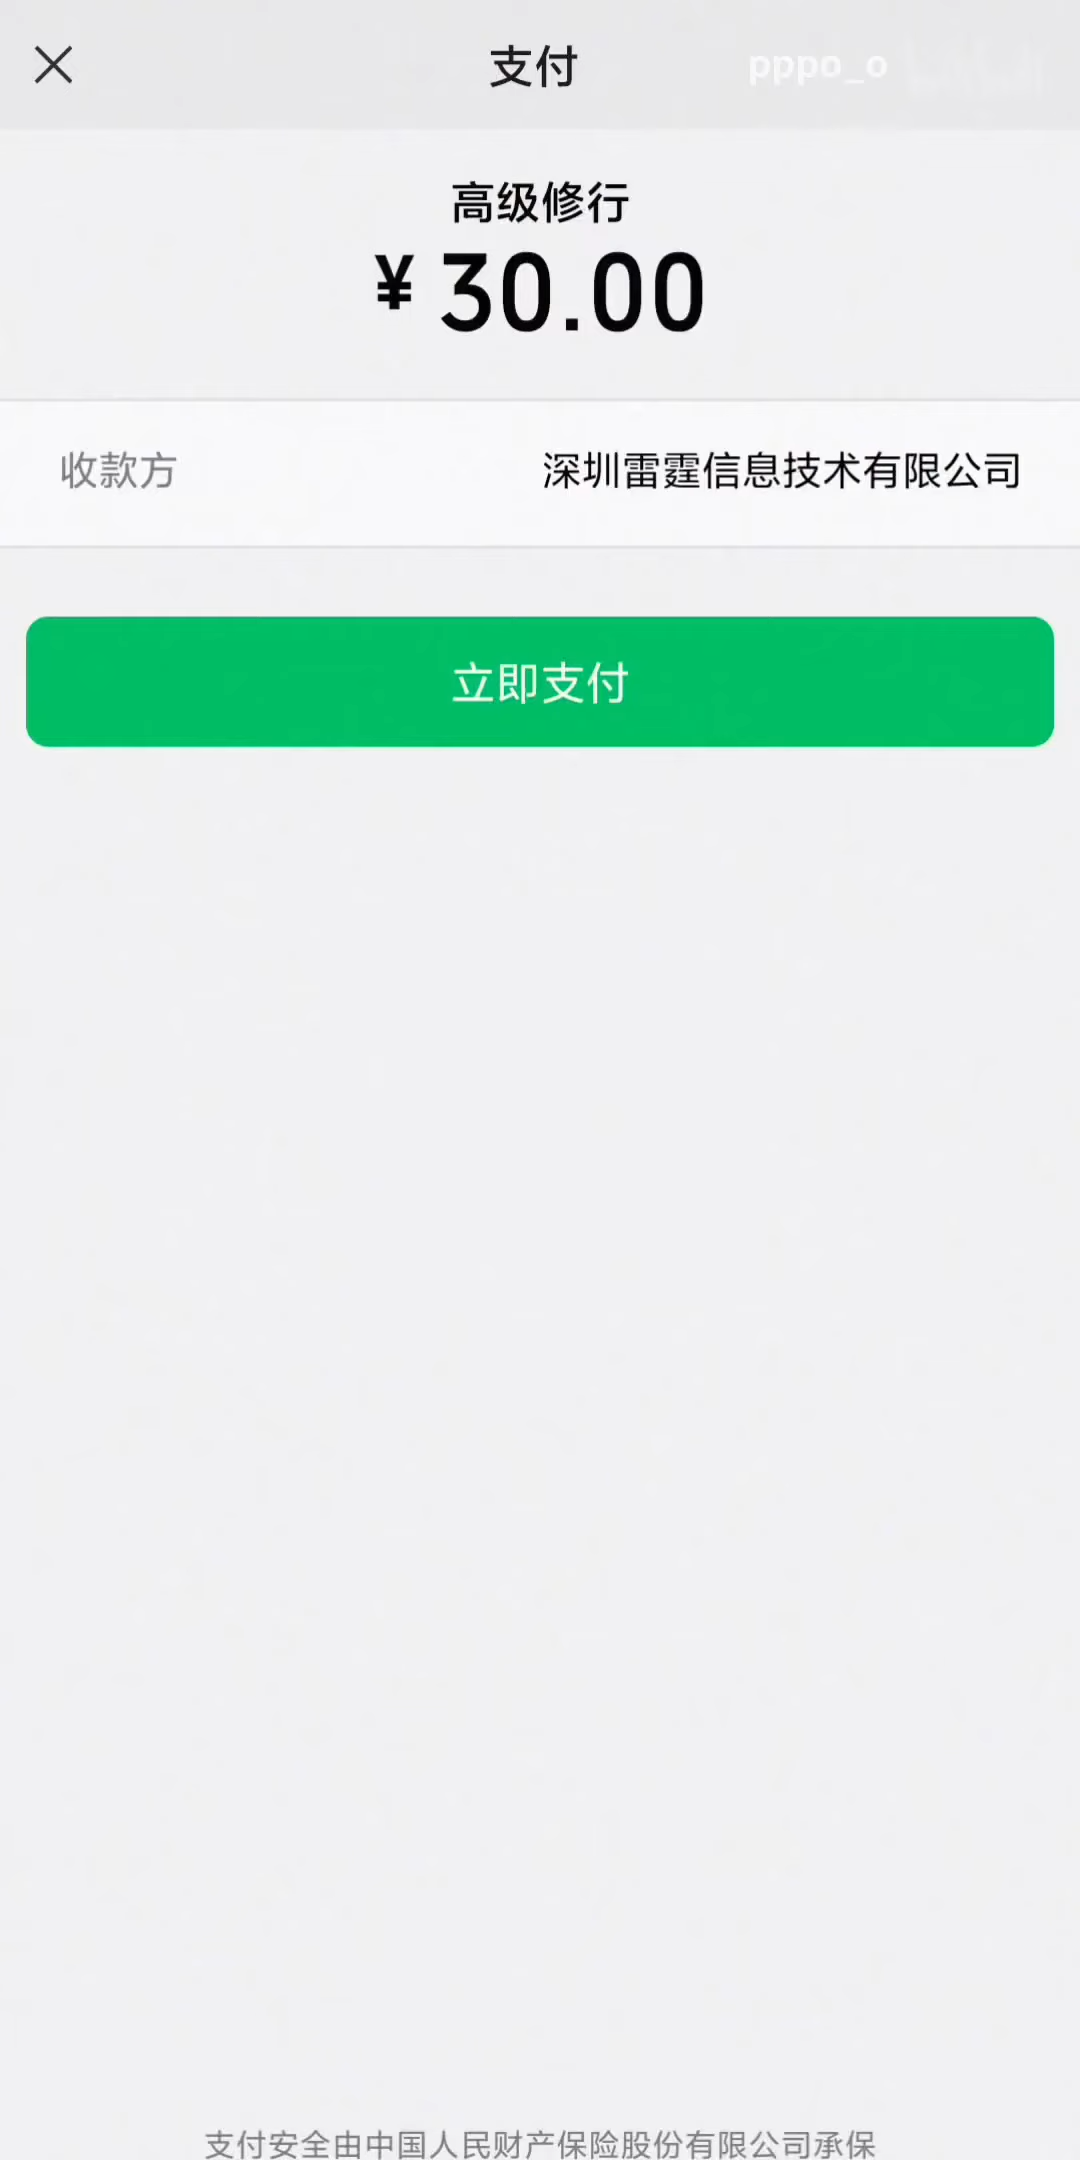 支付
pppo_o
高级修行
¥30.00
收款方
深圳雷霆信息技术有限公司
立即支付
支付安全由中国人民财产保险股份有限公司承保